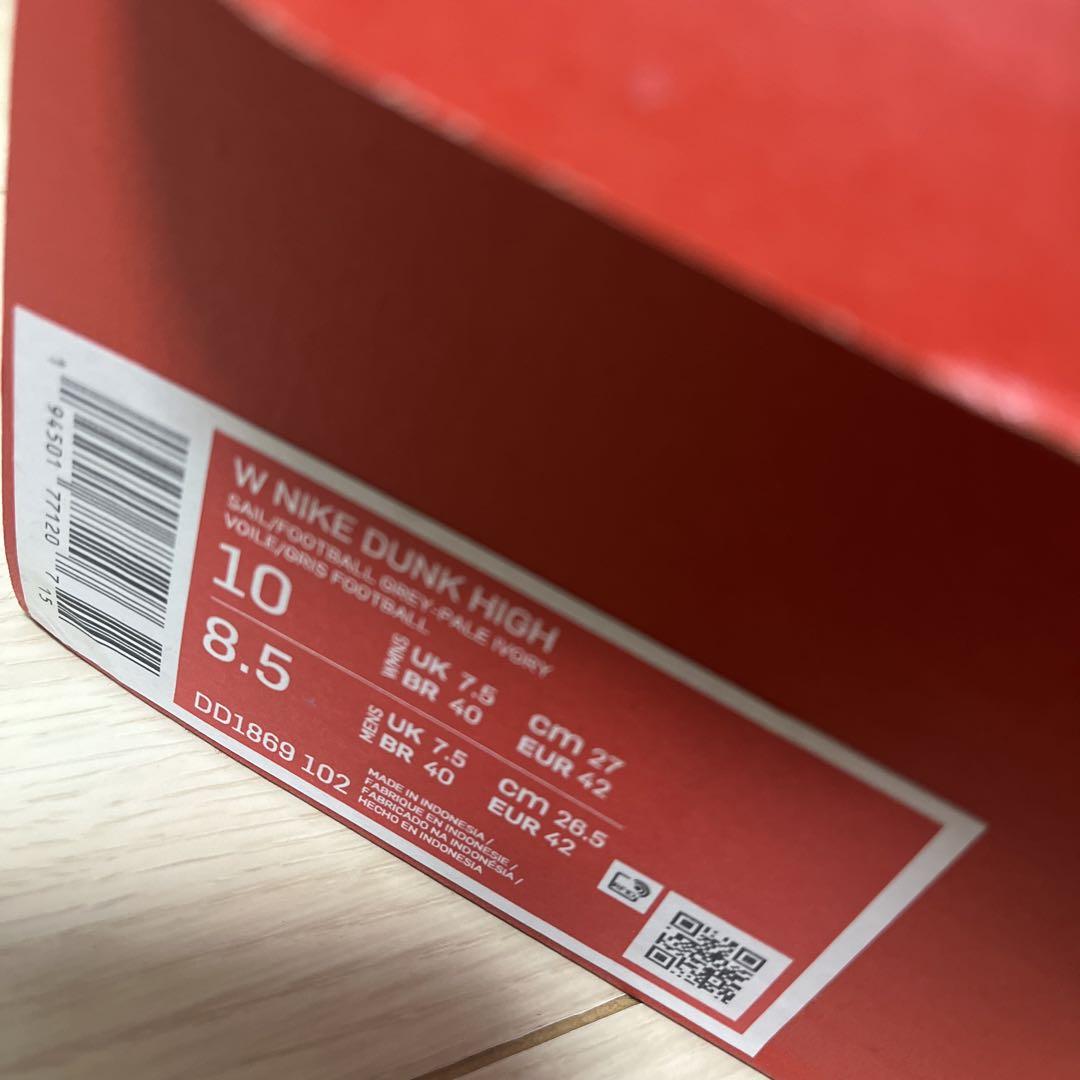 W NIKE DUNK HIGH
SAIL/FOOTBALL GREY-PALE IVORY
VOILE/GRIS FOOTBALL
10
WMNS
UK 7.5
BR 40
cm 27
EUR 42
8.5
MENS
UK 7.5
BR 40
cm 26.5
EUR 42
DD1869 102
MADE IN INDONESIA /
FABRIQUE EN INDONESIE /
FABRICADO NA INDONÉSIA /
HECHO EN INDONESIA
1 94501 77120 7 15